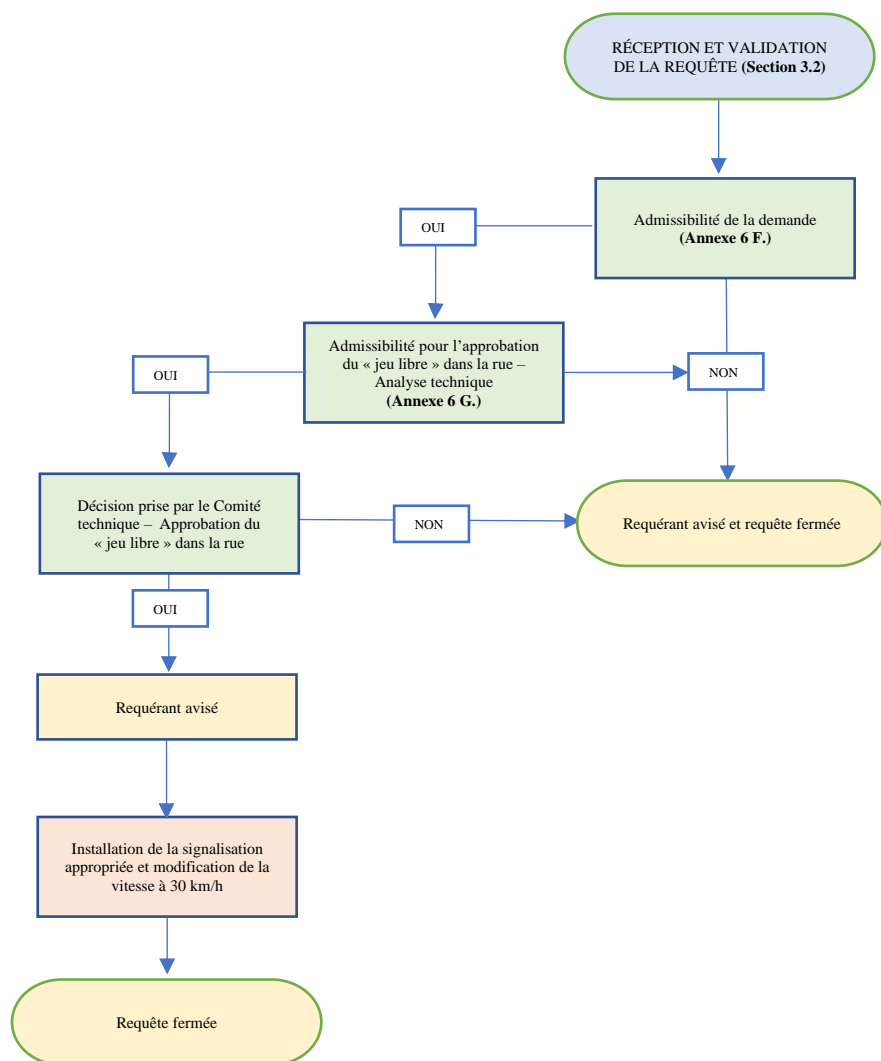 RÉCEPTION ET VALIDATION
DE LA REQUÊTE (Section 3.2)
Admissibilité de la demande
(Annexe 6 F.)
OUI
Admissibilité pour l'approbation
du « jeu libre » dans la rue –
Analyse technique
(Annexe 6 G.)
NON
OUI
Décision prise par le Comité
technique – Approbation du
« jeu libre » dans la rue
NON
Requérant avisé et requête fermée
OUI
Requérant avisé
Installation de la signalisation
appropriée et modification de la
vitesse à 30 km/h
Requête fermée